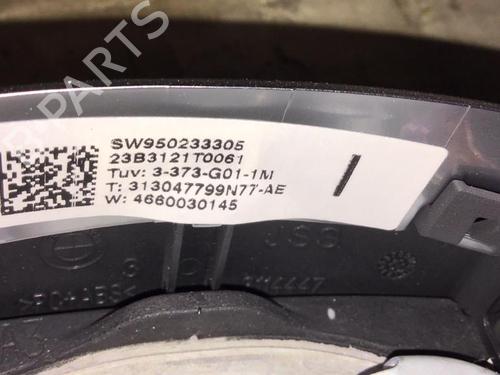 SW950233305
23B3121T0061
Tuv: 3-373-G01-1M
T: 313047799N77-AE
W: 4660030145
PARTS
>PC+ABS<